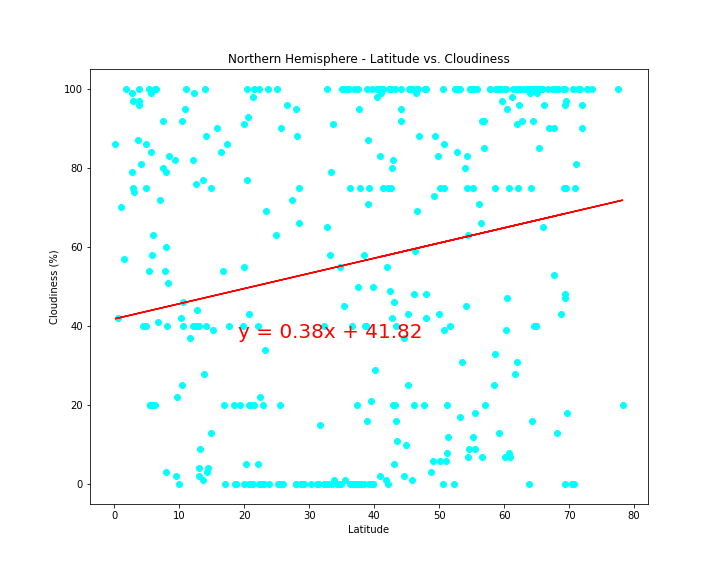 Northern Hemisphere - Latitude vs. Cloudiness
100
80
60
40
20
0
Cloudiness (%)
y = 0.38x + 41.82
0 10 20 30 40 50 60 70 80
Latitude